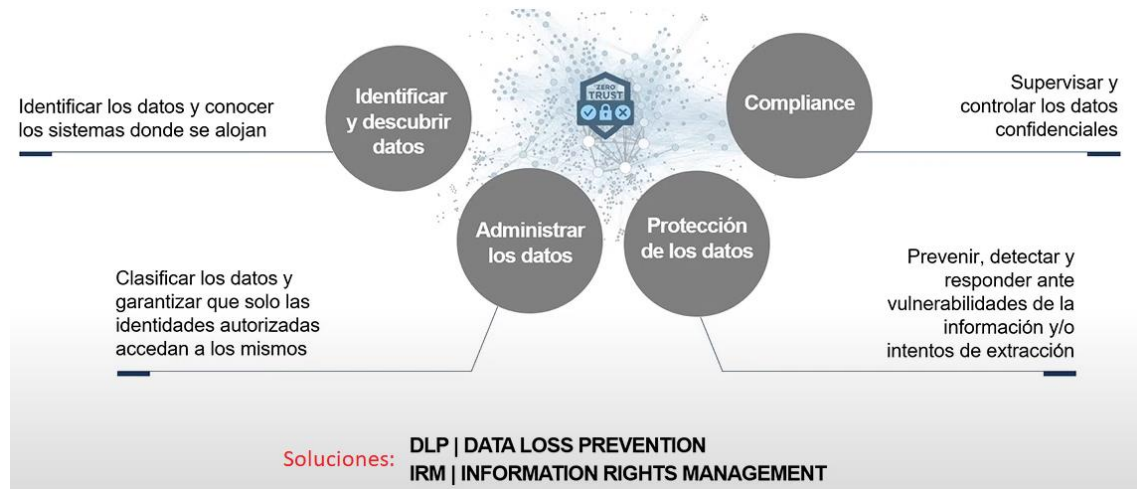 Identificar los datos y conocer
los sistemas donde se alojan
Identificar
y descubrir
datos
ZERO
TRUST
Compliance
Supervisar y
controlar los datos
confidenciales
Administrar
los datos
Protección
de los datos
Clasificar los datos y
garantizar que solo las
identidades autorizadas
accedan a los mismos
Prevenir, detectar y
responder ante
vulnerabilidades de la
información y/o
intentos de extracción
Soluciones:
DLP | DATA LOSS PREVENTION
IRM | INFORMATION RIGHTS MANAGEMENT